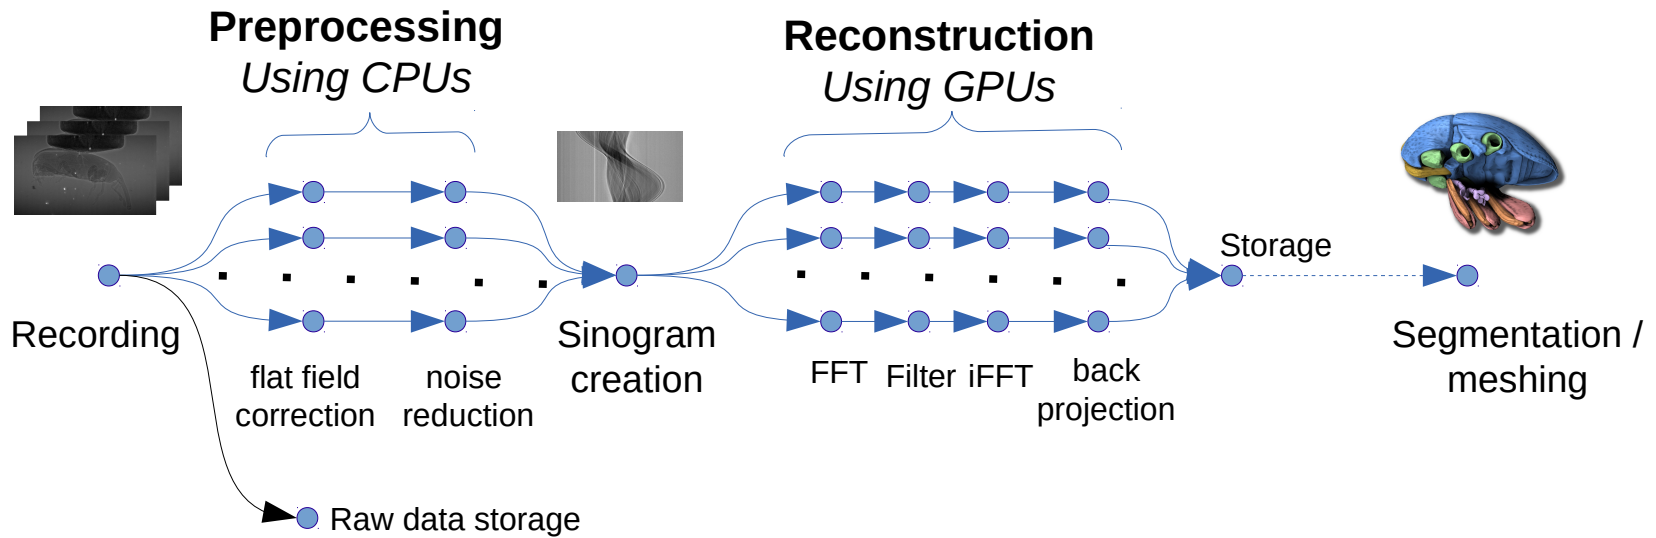 Preprocessing
Using CPUs
Reconstruction
Using GPUs
Recording
flat field
correction
noise
reduction
Sinogram
creation
FFT
Filter
iFFT
back
projection
Storage
Segmentation /
meshing
Raw data storage